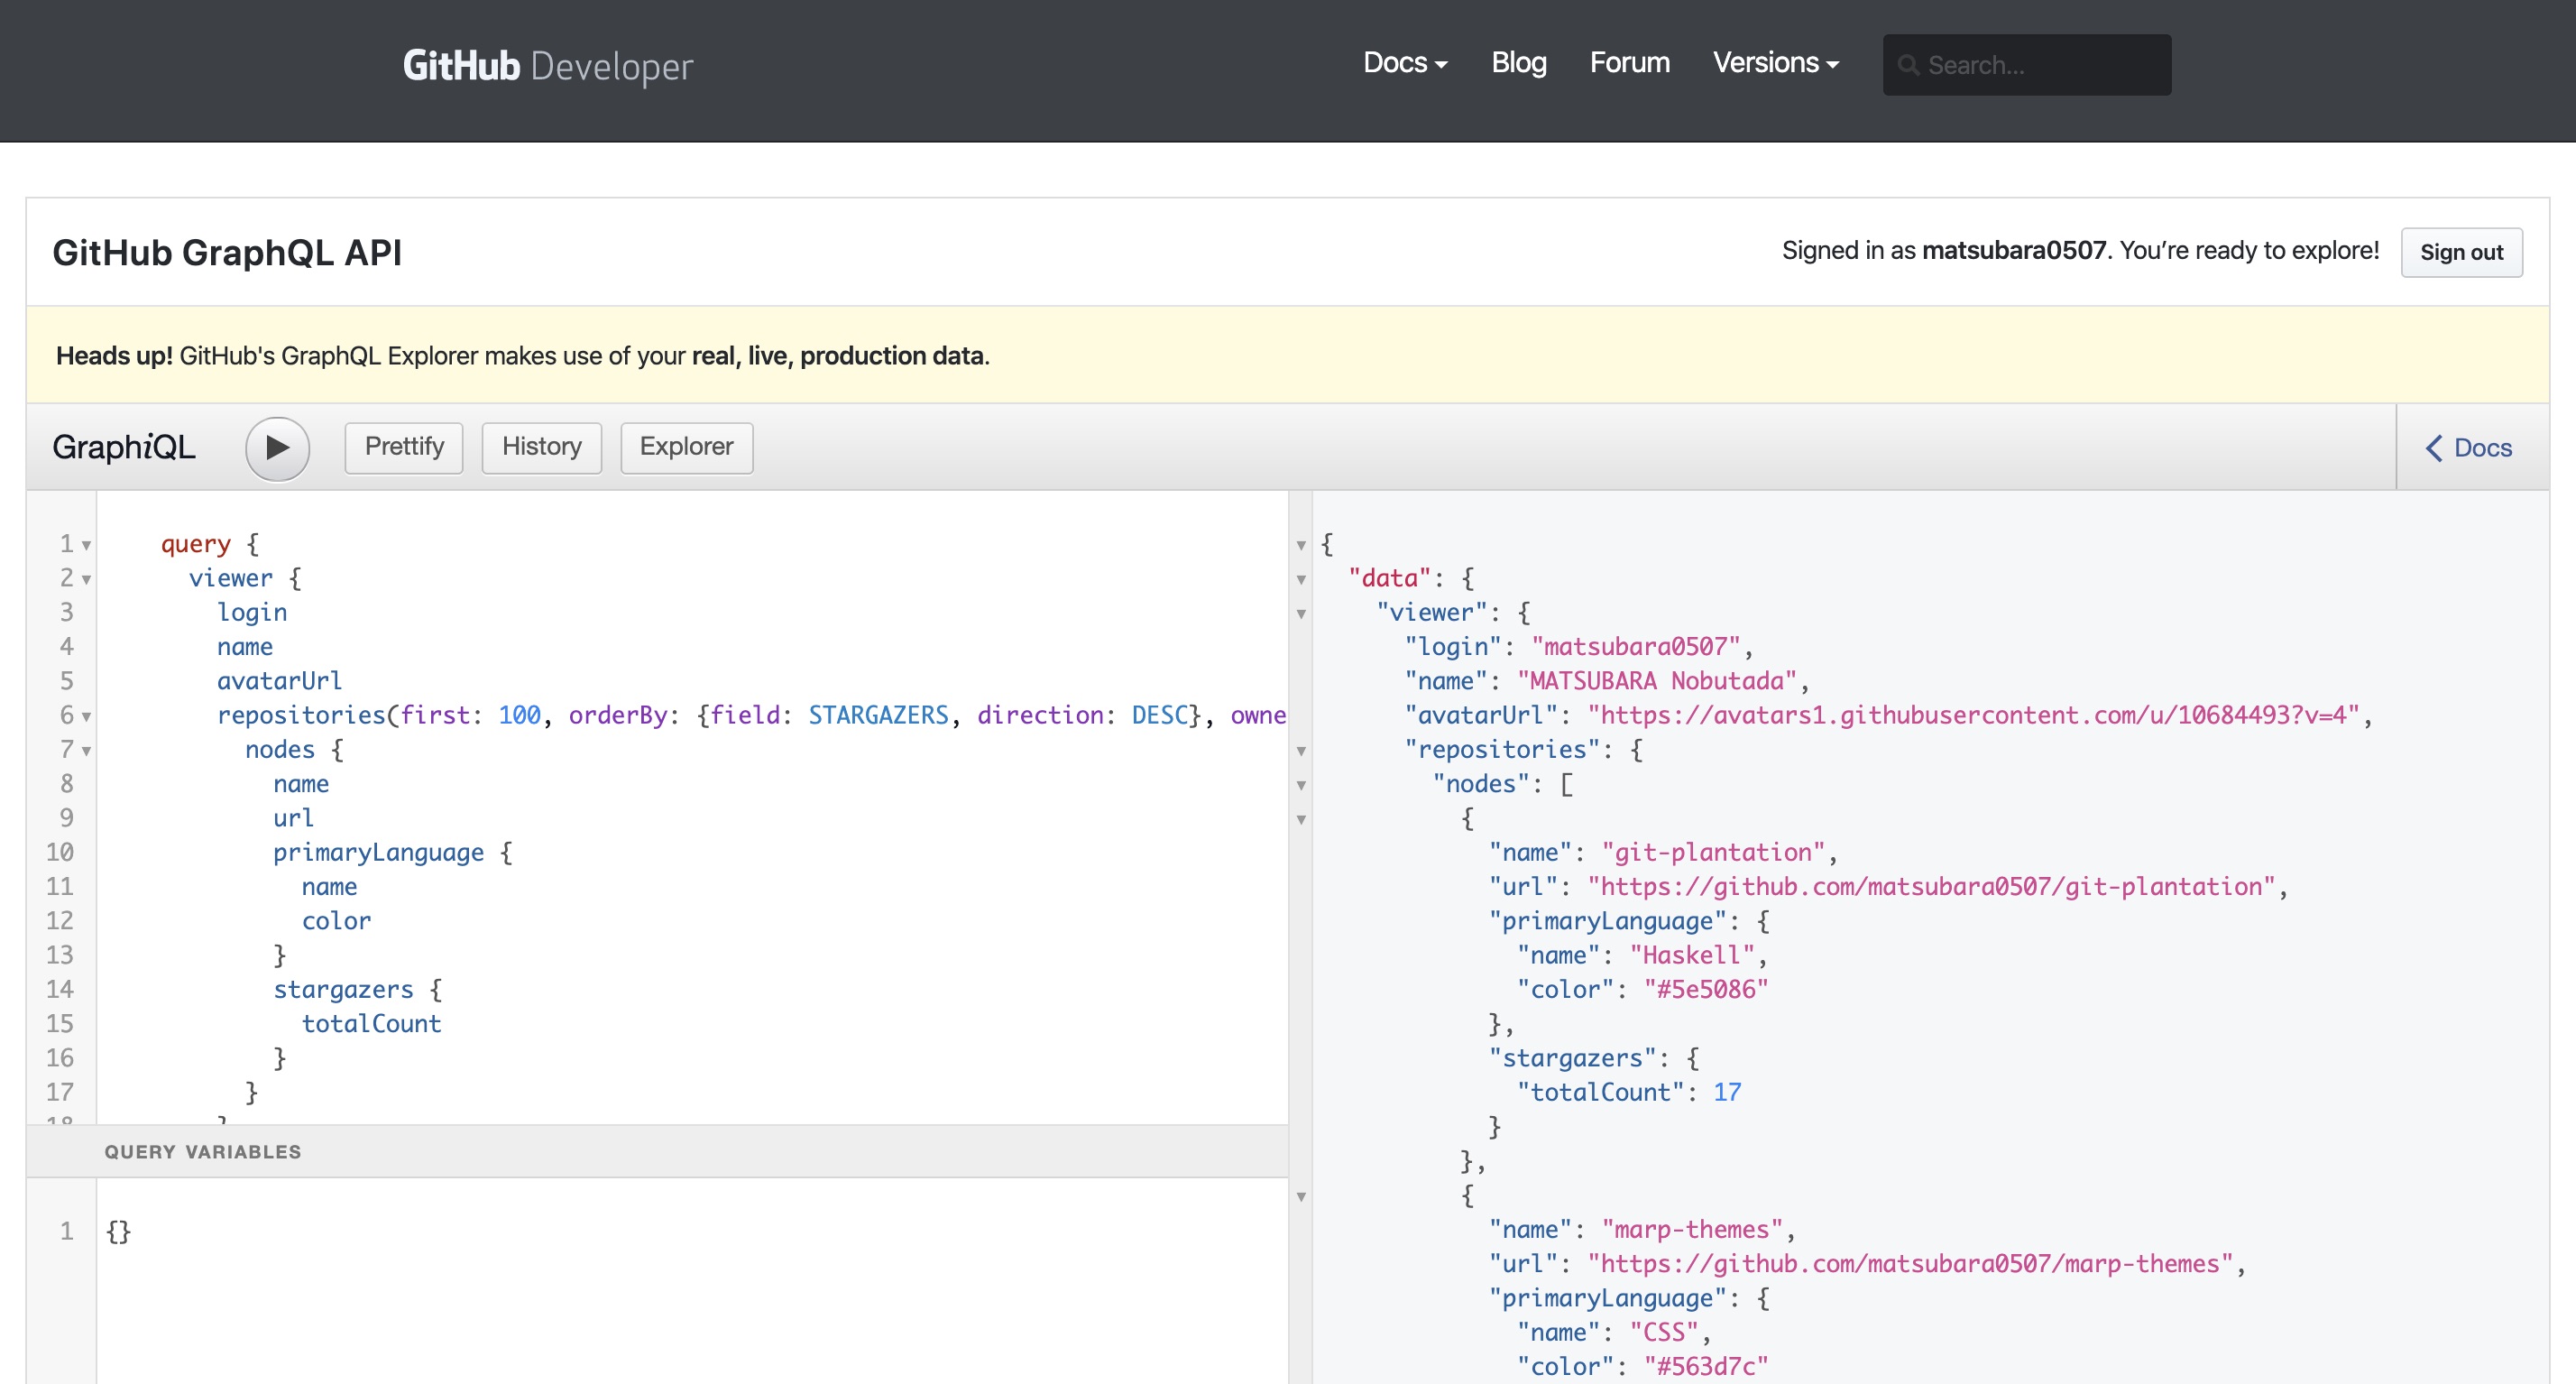 GitHub Developer
Docs
Blog
Forum
Versions
Search...
GitHub GraphQL API
Signed in as matsubara0507. You’re ready to explore!
Sign out
Heads up! GitHub's GraphQL Explorer makes use of your real, live, production data.
GraphiQL
Prettify
History
Explorer
Docs
1 query {
2 viewer {
3 login
4 name
5 avatarUrl
6 repositories(first: 100, orderBy: {field: STARGAZERS, direction: DESC}, owne
7 nodes {
8 name
9 url
10 primaryLanguage {
11 name
12 color
13 }
14 stargazers {
15 totalCount
16 }
17 }
18 }
QUERY VARIABLES
1 {}
{
"data": {
"viewer": {
"login": "matsubara0507",
"name": "MATSUBARA Nobutada",
"avatarUrl": "https://avatars1.githubusercontent.com/u/10684493?v=4",
"repositories": {
"nodes": [
{
"name": "git-plantation",
"url": "https://github.com/matsubara0507/git-plantation",
"primaryLanguage": {
"name": "Haskell",
"color": "#5e5086"
},
"stargazers": {
"totalCount": 17
}
},
{
"name": "marp-themes",
"url": "https://github.com/matsubara0507/marp-themes",
"primaryLanguage": {
"name": "CSS",
"color": "#563d7c"